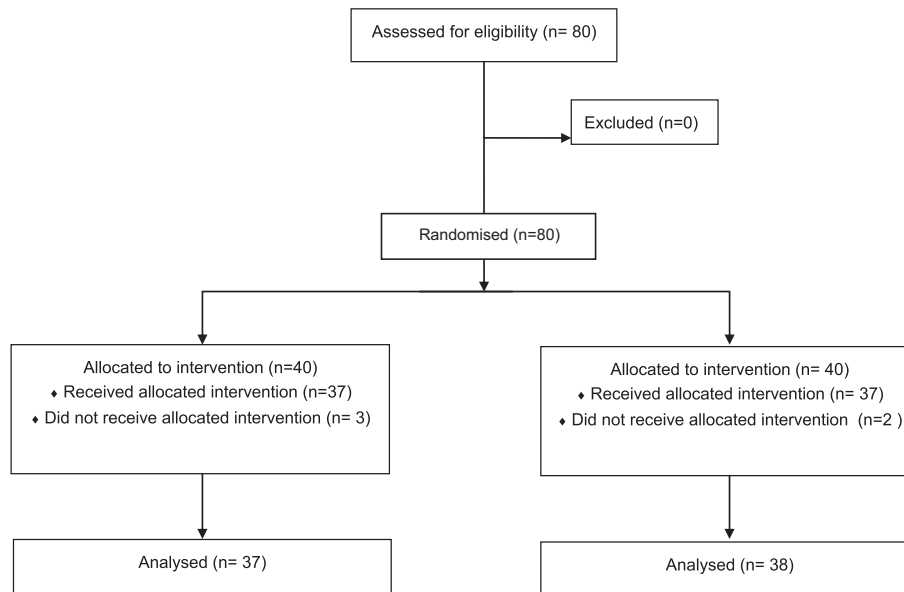 Assessed for eligibility (n= 80)
Excluded (n=0)
Randomised (n=80)
Allocated to intervention (n=40)
♦ Received allocated intervention (n=37)
♦ Did not receive allocated intervention (n= 3)
Allocated to intervention (n= 40)
♦ Received allocated intervention (n= 37)
♦ Did not receive allocated intervention (n=2 )
Analysed (n= 37)
Analysed (n= 38)